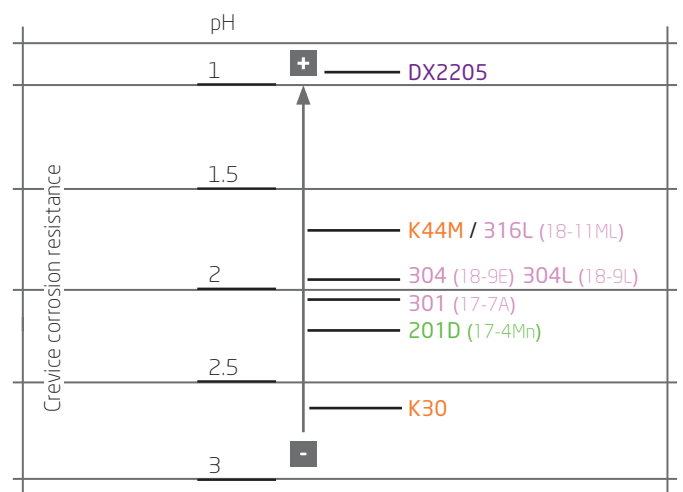 pH
+
1
DX2205
1.5
K44M / 316L (18-11ML)
2
304 (18-9E) 304L (18-9L)
301 (17-7A)
201D (17-4Mn)
2.5
K30
-
3
Crevice corrosion resistance